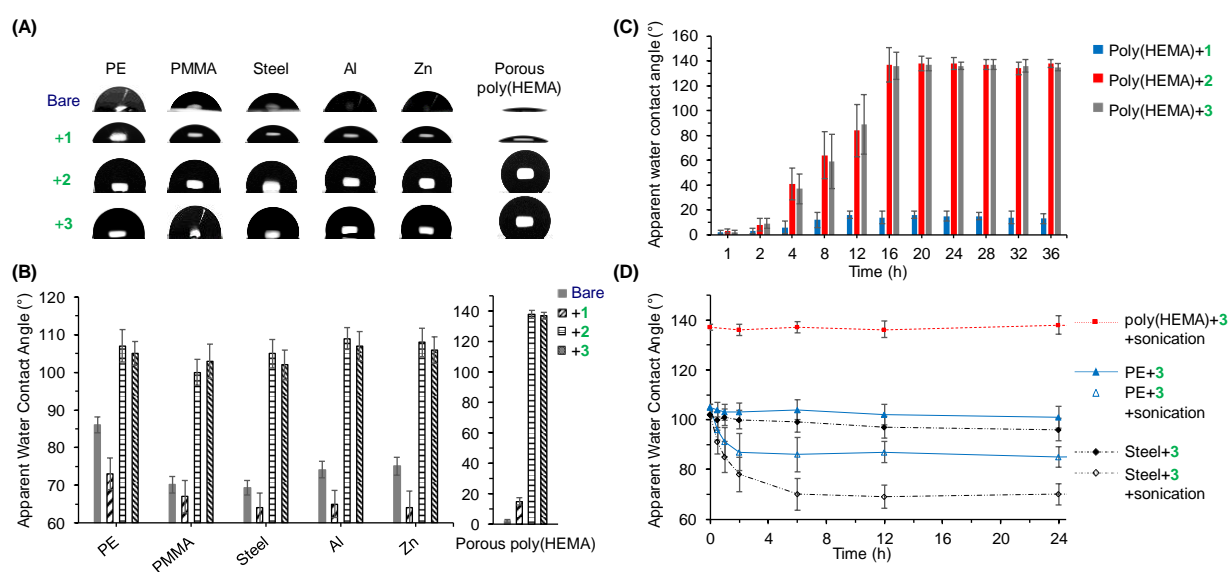 (A)
PE PMMA Steel Al Zn Porous
poly(HEMA)
Bare
+1
+2
+3
(B)
Apparent Water Contact Angle (°)
120
110
100
90
80
70
60
PE PMMA Steel Al Zn
140
120
100
80
60
40
20
0
Porous poly(HEMA)
Bare
+1
+2
+3
(C)
Apparent water contact angle (°)
160
140
120
100
80
60
40
20
0
1 2 4 8 12 16 20 24 28 32 36
Time (h)
Poly(HEMA)+1
Poly(HEMA)+2
Poly(HEMA)+3
(D)
Apparent Water Contact Angle (°)
140
120
100
80
60
0 4 8 12 16 20 24
Time (h)
poly(HEMA)+3
+sonication
PE+3
PE+3
+sonication
Steel+3
Steel+3
+sonication